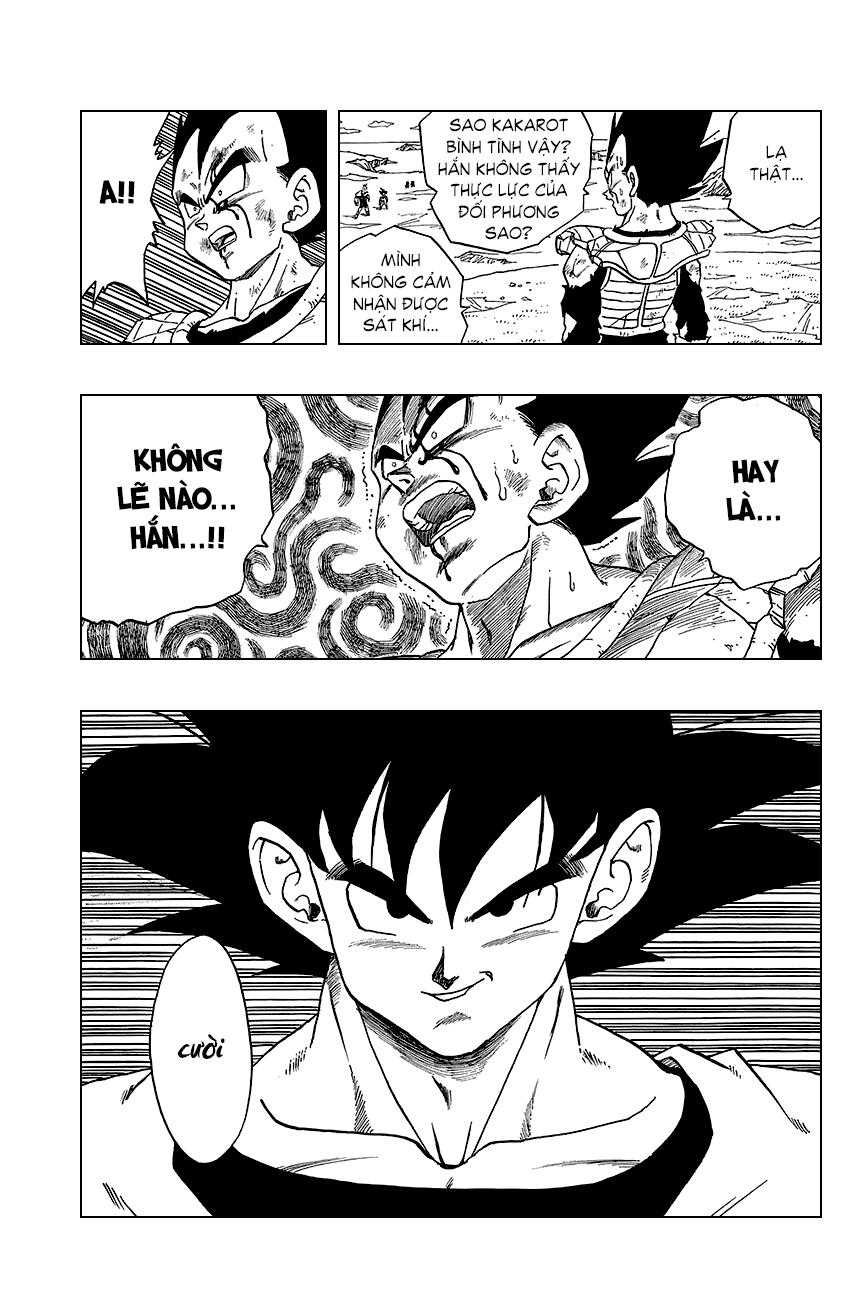 LẠ
THẬT...
SAO KAKAROT
BÌNH TĨNH VẬY?
HẮN KHÔNG THẤY
THỰC LỰC CỦA
ĐỐI PHƯƠNG
SAO?
MÌNH
KHÔNG CẢM
NHẬN ĐƯỢC
SÁT KHÍ...
A!!
HAY
LÀ...
KHÔNG
LẼ NÀO...
HẮN...!!
CƯỜI